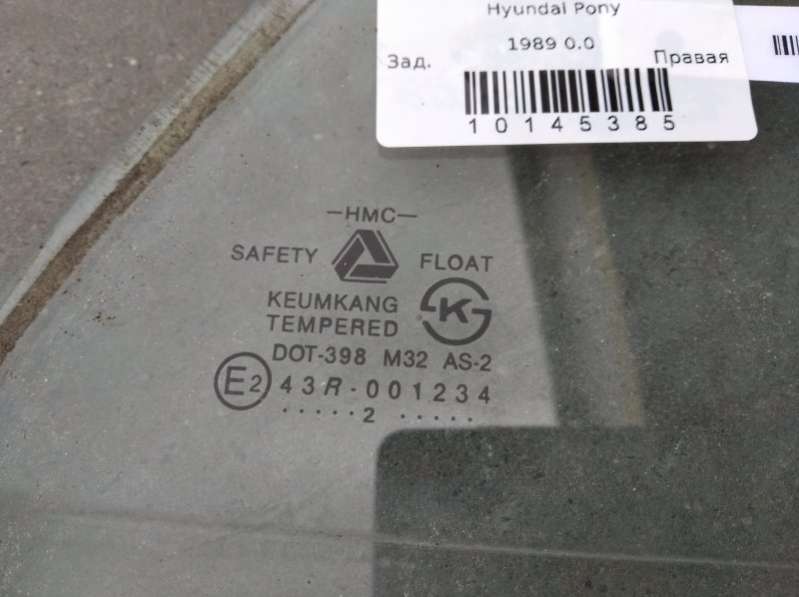 Hyundai Pony
1989 0.0
Зад. Правая
10145385
-HMC-
SAFETY FLOAT
KEUMKANG
TEMPERED
K
DOT-398 M32 AS-2
E2 43R-001234
.....2.....